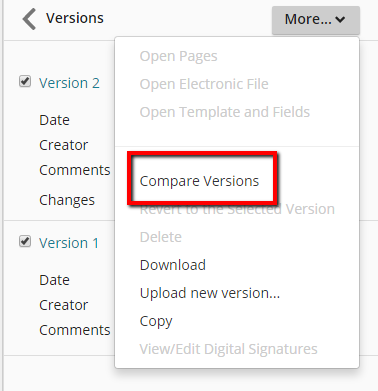 Versions
More...
Version 2
Date
Creator
Comments
Changes
Version 1
Date
Creator
Comments
Open Pages
Open Electronic File
Open Template and Fields
Compare Versions
Revert to the Selected Version
Delete
Download
Upload new version...
Copy
View/Edit Digital Signatures